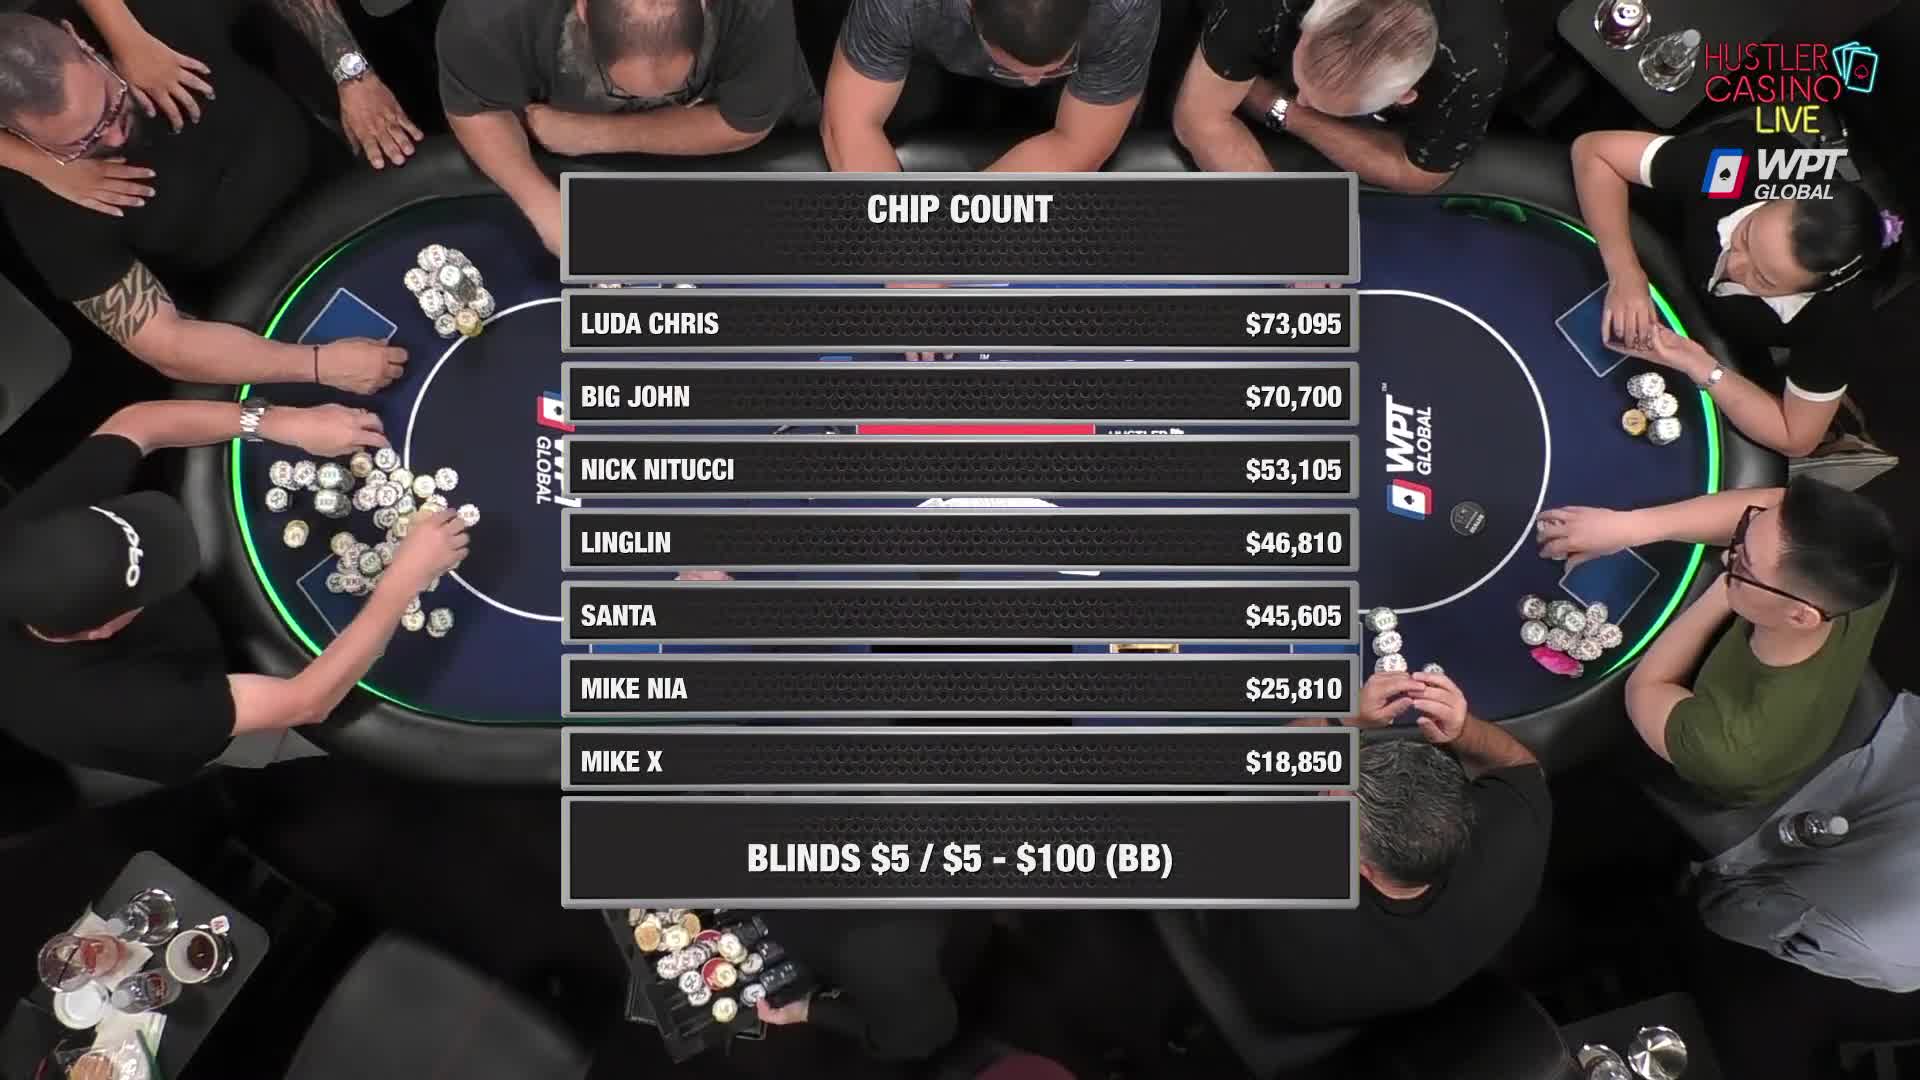 HUSTLER
CASINO
LIVE
WPT
GLOBAL
CHIP COUNT
LUDA CHRIS $73,095
BIG JOHN $70,700
NICK NITUCCI $53,105
LINGLIN $46,810
SANTA $45,605
MIKE NIA $25,810
MIKE X $18,850
BLINDS $5 / $5 - $100 (BB)
WPT
GLOBAL
GLOBAL